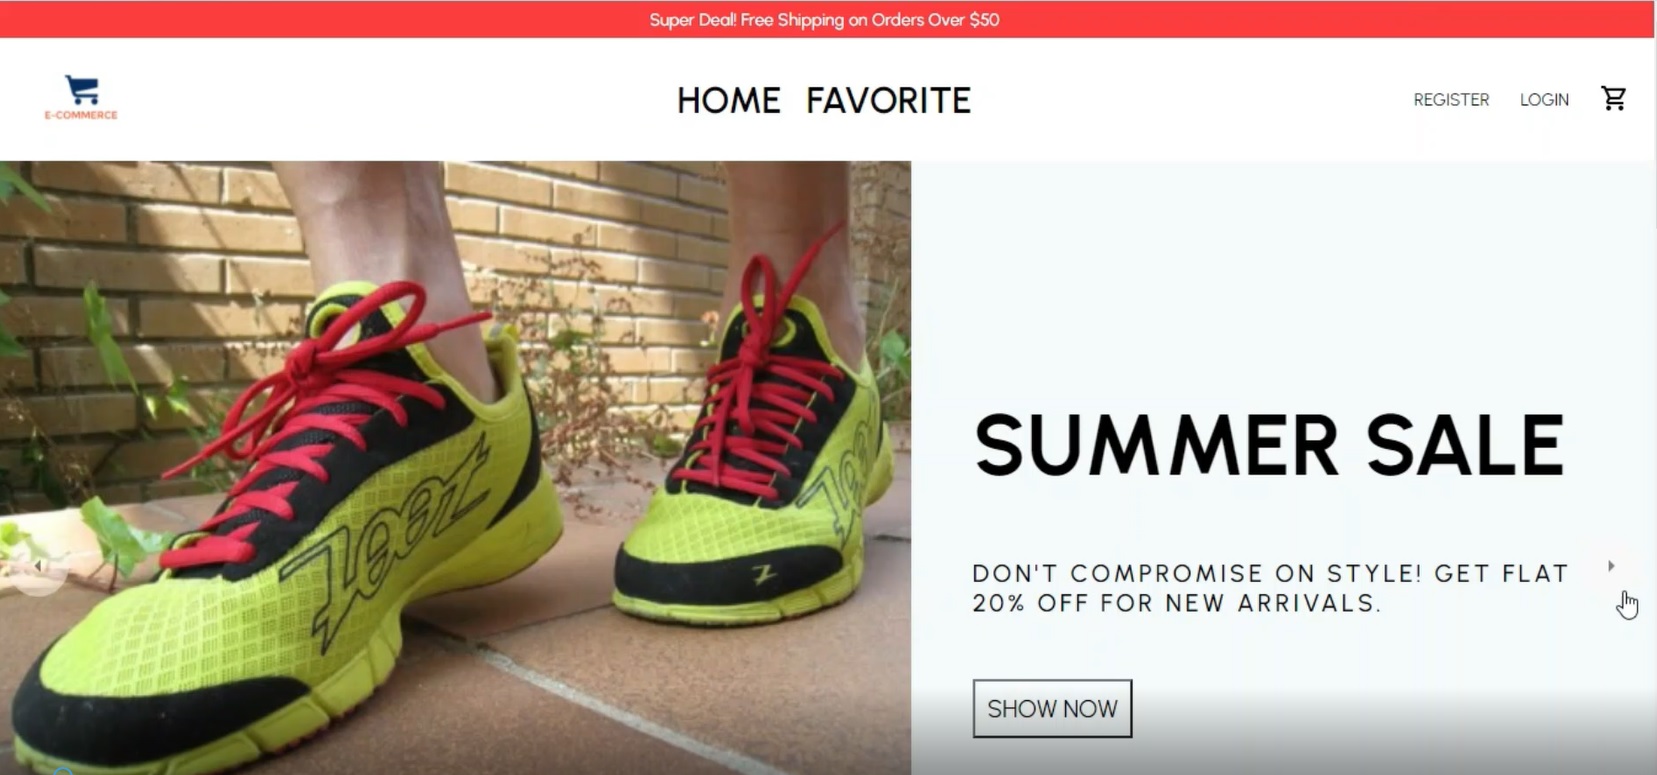 Super Deal! Free Shipping on Orders Over $50
E-COMMERCE
HOME FAVORITE
REGISTER LOGIN
SUMMER SALE
DON'T COMPROMISE ON STYLE! GET FLAT
20% OFF FOR NEW ARRIVALS.
SHOW NOW
zoot
zoot
Z